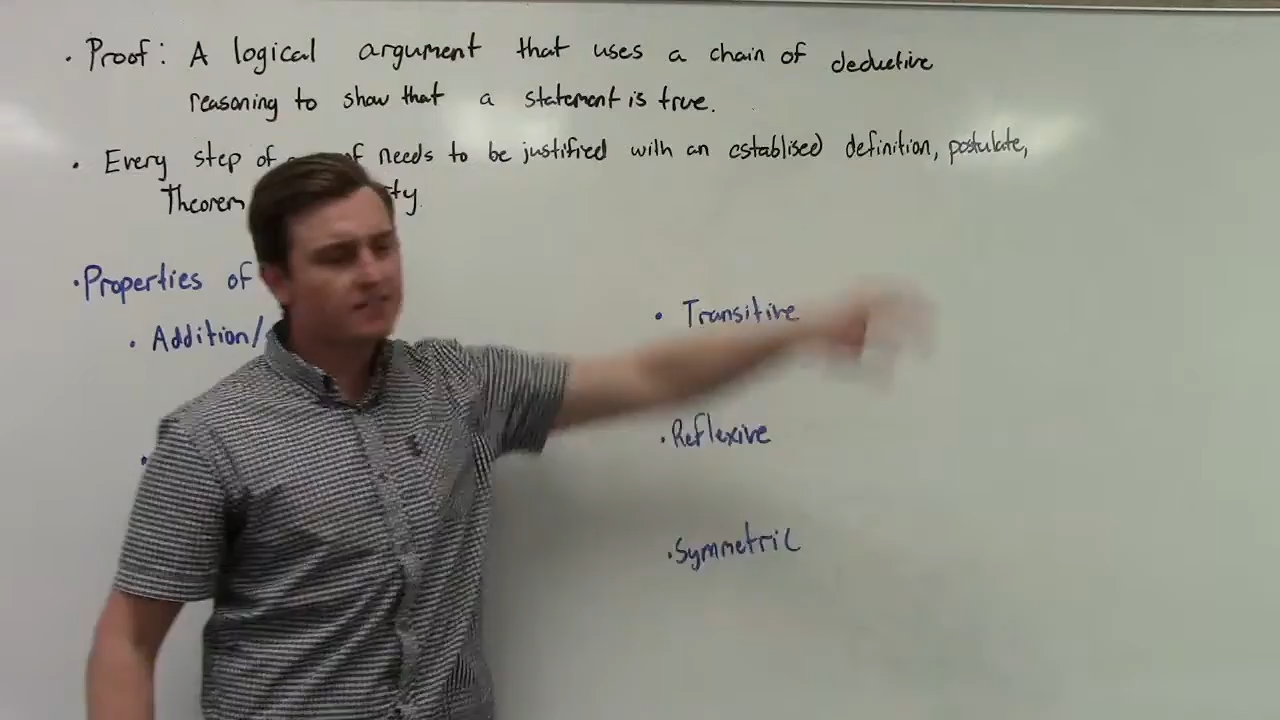 • Proof: A logical argument that uses a chain of deductive
reasoning to show that a statement is true.
• Every step of needs to be justified with an establised definition, postulate,
Theorem
• Properties of
• Addition/
• Transitive
• Reflexive
• Symmetric